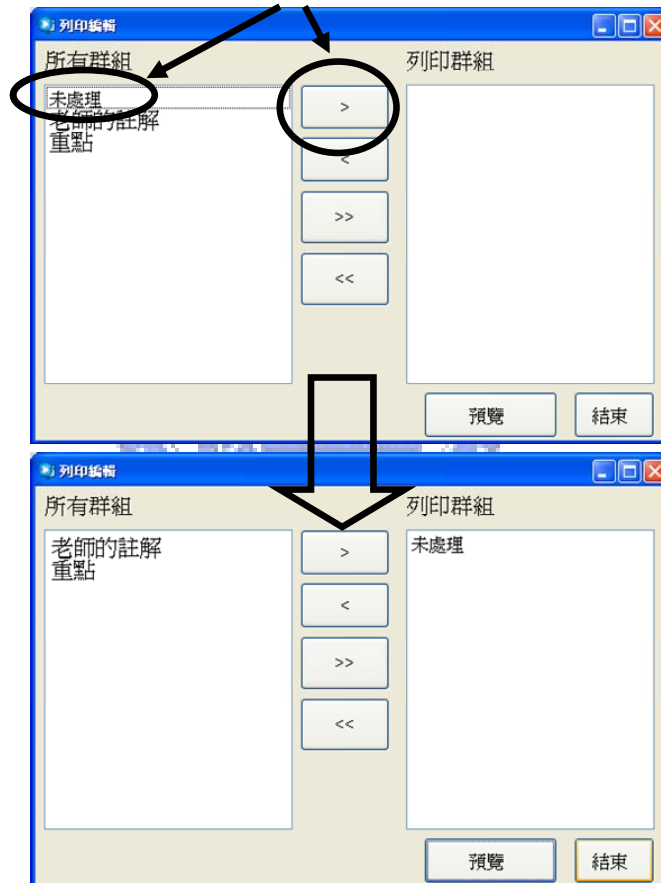 列印編輯
所有群組
列印群組
未處理
老師的註解
重點
>
<
>>
<<
預覽
結束
列印編輯
所有群組
列印群組
老師的註解
重點
未處理
>
<
>>
<<
預覽
結束